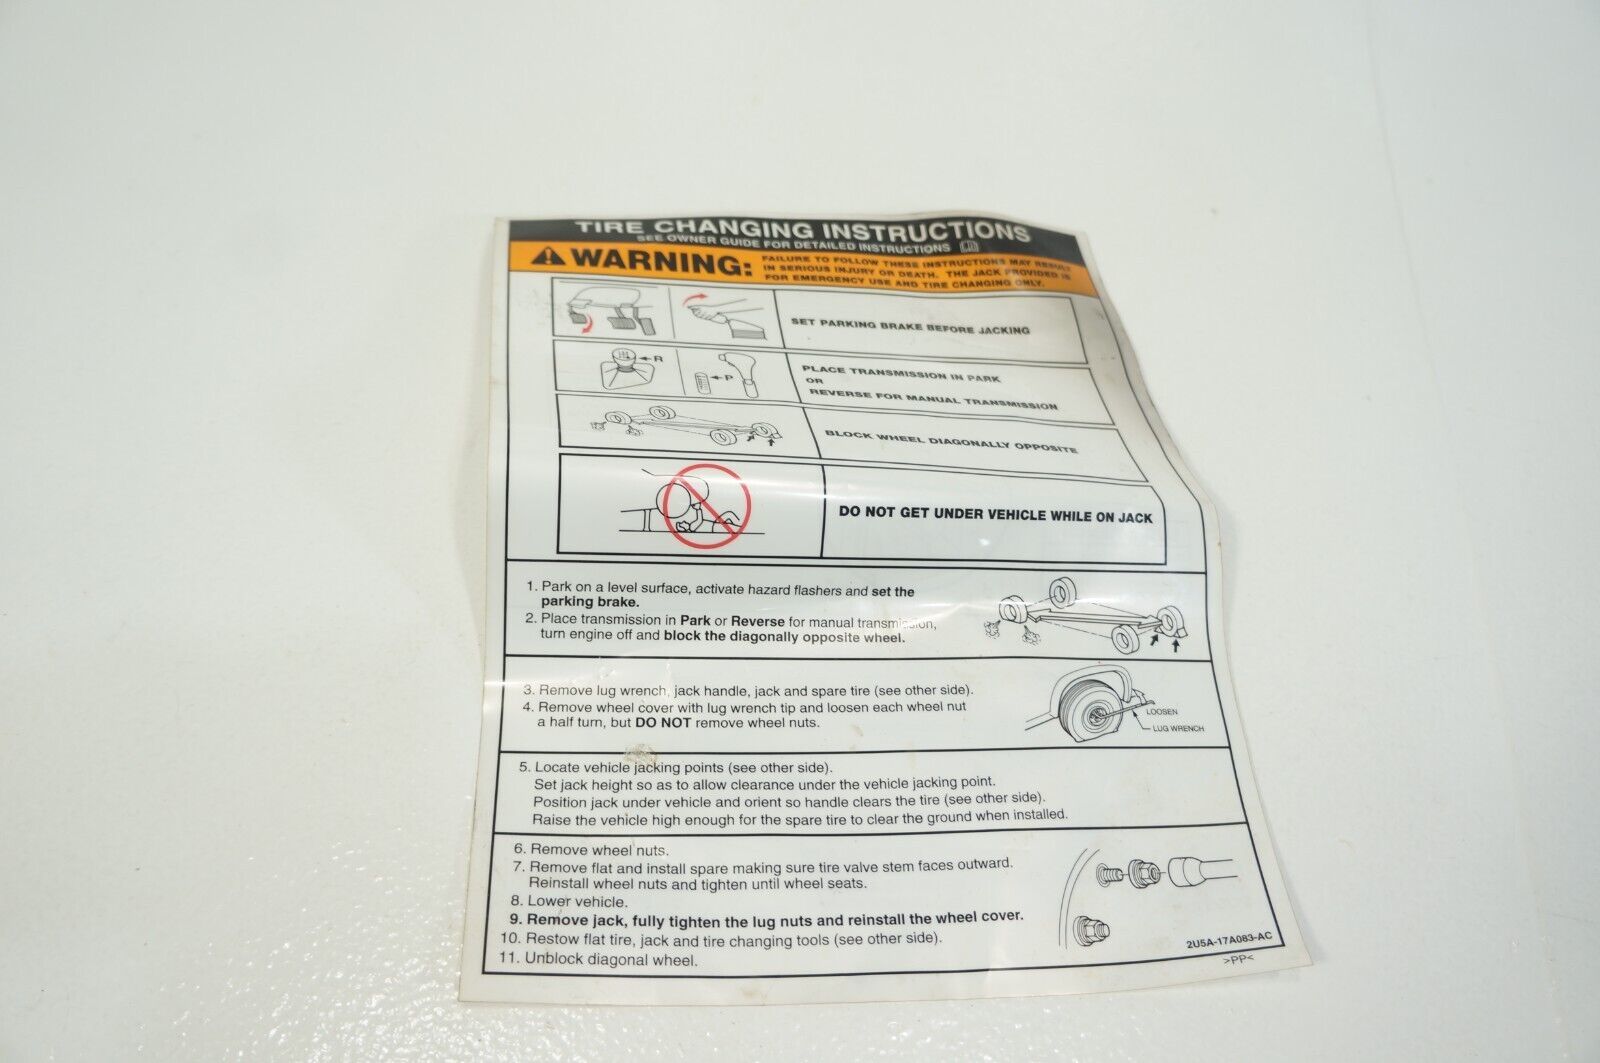 TIRE CHANGING INSTRUCTIONS
SEE OWNER GUIDE FOR DETAILED INSTRUCTIONS
WARNING:
FAILURE TO FOLLOW THESE INSTRUCTIONS MAY RESULT
IN SERIOUS INJURY OR DEATH. THE JACK PROVIDED IS
FOR EMERGENCY USE AND TIRE CHANGING ONLY.
SET PARKING BRAKE BEFORE JACKING
R
P
PLACE TRANSMISSION IN PARK
OR
REVERSE FOR MANUAL TRANSMISSION
BLOCK WHEEL DIAGONALLY OPPOSITE
DO NOT GET UNDER VEHICLE WHILE ON JACK
1. Park on a level surface, activate hazard flashers and set the
parking brake.
2. Place transmission in Park or Reverse for manual transmission,
turn engine off and block the diagonally opposite wheel.
3. Remove lug wrench, jack handle, jack and spare tire (see other side).
4. Remove wheel cover with lug wrench tip and loosen each wheel nut
a half turn, but DO NOT remove wheel nuts.
LOOSEN
LUG WRENCH
5. Locate vehicle jacking points (see other side).
Set jack height so as to allow clearance under the vehicle jacking point.
Position jack under vehicle and orient so handle clears the tire (see other side).
Raise the vehicle high enough for the spare tire to clear the ground when installed.
6. Remove wheel nuts.
7. Remove flat and install spare making sure tire valve stem faces outward.
Reinstall wheel nuts and tighten until wheel seats.
8. Lower vehicle.
9. Remove jack, fully tighten the lug nuts and reinstall the wheel cover.
10. Restow flat tire, jack and tire changing tools (see other side).
11. Unblock diagonal wheel.
2U5A-17A083-AC
>PP<